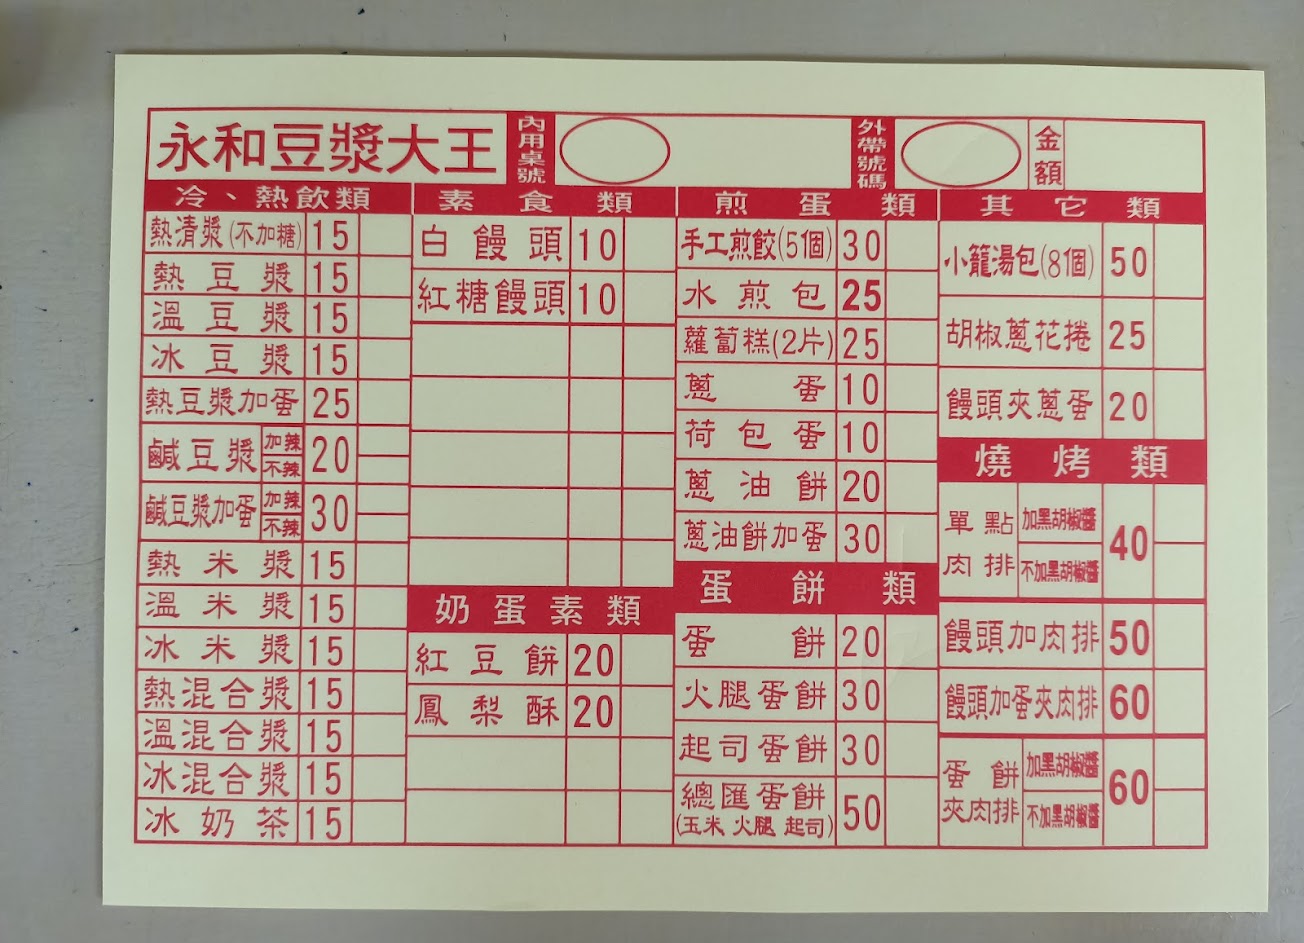 永和豆漿大王
內用桌號
外帶號碼
金額
冷、熱飲類
熱清漿(不加糖) 15
熱豆漿 15
溫豆漿 15
冰豆漿 15
熱豆漿加蛋 25
鹹豆漿 加辣 不辣 20
鹹豆漿加蛋 加辣 不辣 30
熱米漿 15
溫米漿 15
冰米漿 15
熱混合漿 15
溫混合漿 15
冰混合漿 15
冰奶茶 15
素食類
白饅頭 10
紅糖饅頭 10
奶蛋素類
紅豆餅 20
鳳梨酥 20
煎蛋類
手工煎餃(5個) 30
水煎包 25
蘿蔔糕(2片) 25
蔥蛋 10
荷包蛋 10
蔥油餅 20
蔥油餅加蛋 30
蛋餅類
蛋餅 20
火腿蛋餅 30
起司蛋餅 30
總匯蛋餅 50
(玉米 火腿 起司)
其它類
小籠湯包(8個) 50
胡椒蔥花捲 25
饅頭夾蔥蛋 20
燒烤類
單點肉排 加黑胡椒醬 不加黑胡椒醬 40
饅頭加肉排 50
饅頭加蛋夾肉排 60
蛋餅夾肉排 加黑胡椒醬 不加黑胡椒醬 60